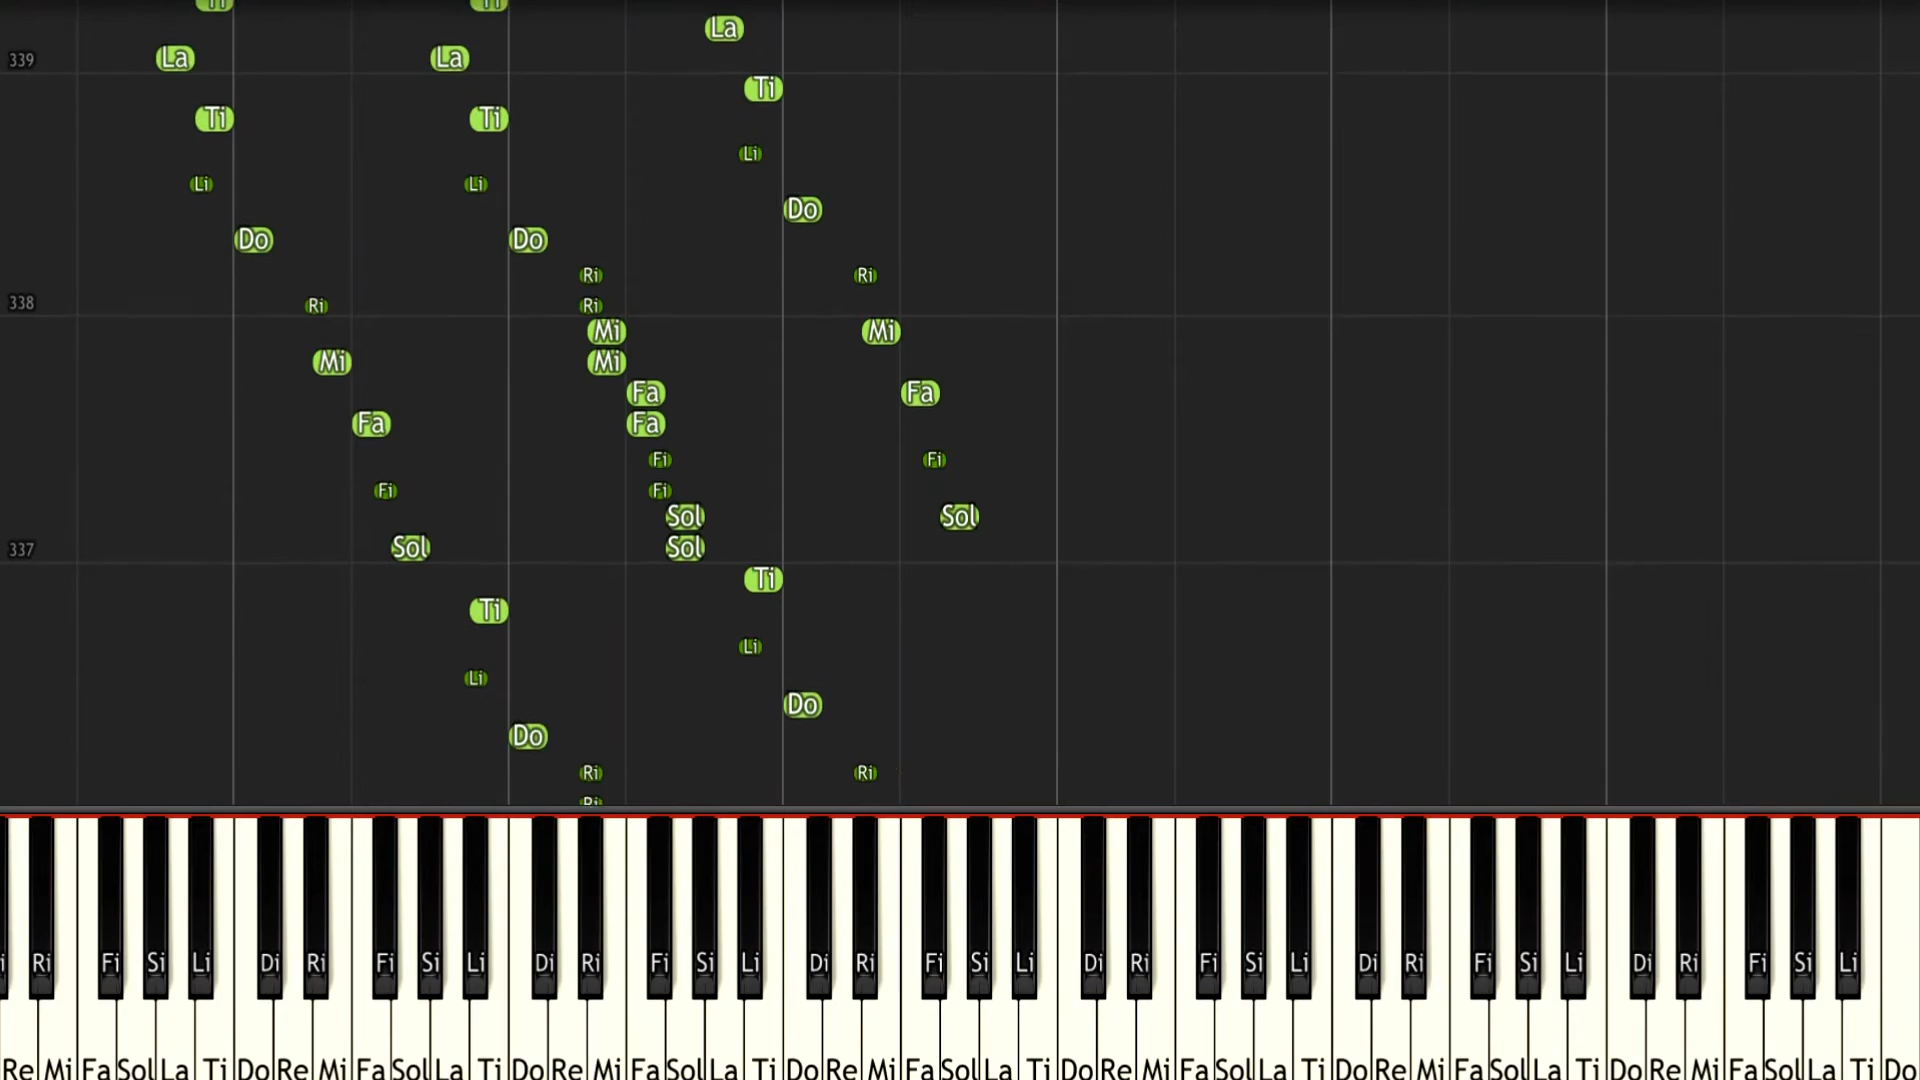 Ti Ti
La
339 La La
Ti
Ti Ti
Li
Li Li
Do
Do Do
Ri Ri
338 Ri Ri
Mi Mi
Mi Mi
Fa Fa
Fa Fa
Fi Fi
Fi Fi
Sol Sol
337 Sol Sol
Ti
Ti
Li
Li
Do
Do
Ri Ri
Ri
Ri Fi Si Li Di Ri Fi Si Li Di Ri Fi Si Li Di Ri Fi Si Li Di Ri Fi Si Li Di Ri Fi Si Li Di Ri Fi Si Li
Re Mi Fa Sol La Ti Do Re Mi Fa Sol La Ti Do Re Mi Fa Sol La Ti Do Re Mi Fa Sol La Ti Do Re Mi Fa Sol La Ti Do Re Mi Fa Sol La Ti Do Re Mi Fa Sol La Ti Do